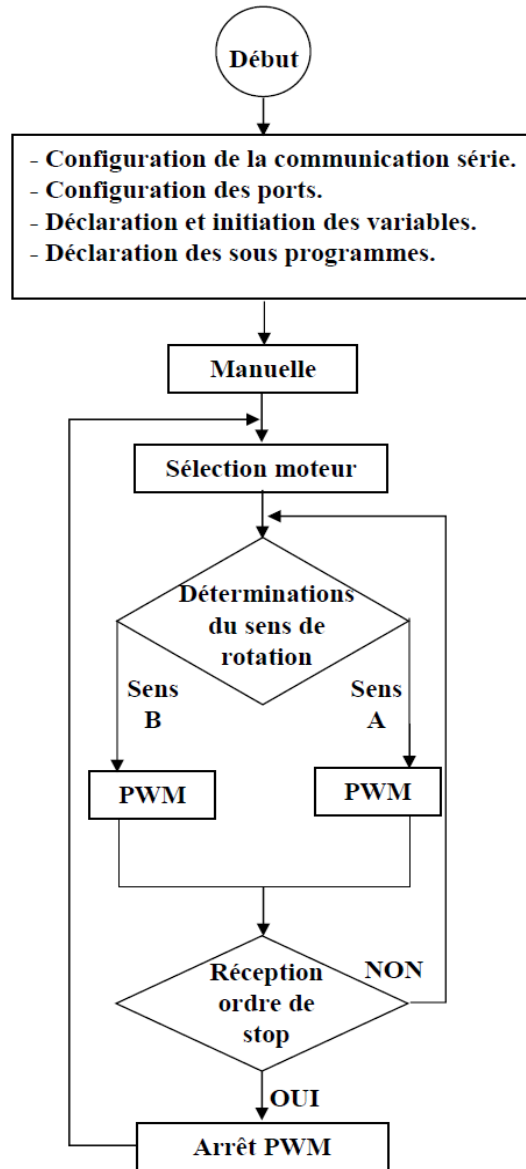 Début
- Configuration de la communication série.
- Configuration des ports.
- Déclaration et initiation des variables.
- Déclaration des sous programmes.
Manuelle
Sélection moteur
Déterminations
du sens de
rotation
Sens
B
Sens
A
PWM
PWM
Réception
ordre de
stop
NON
OUI
Arrêt PWM